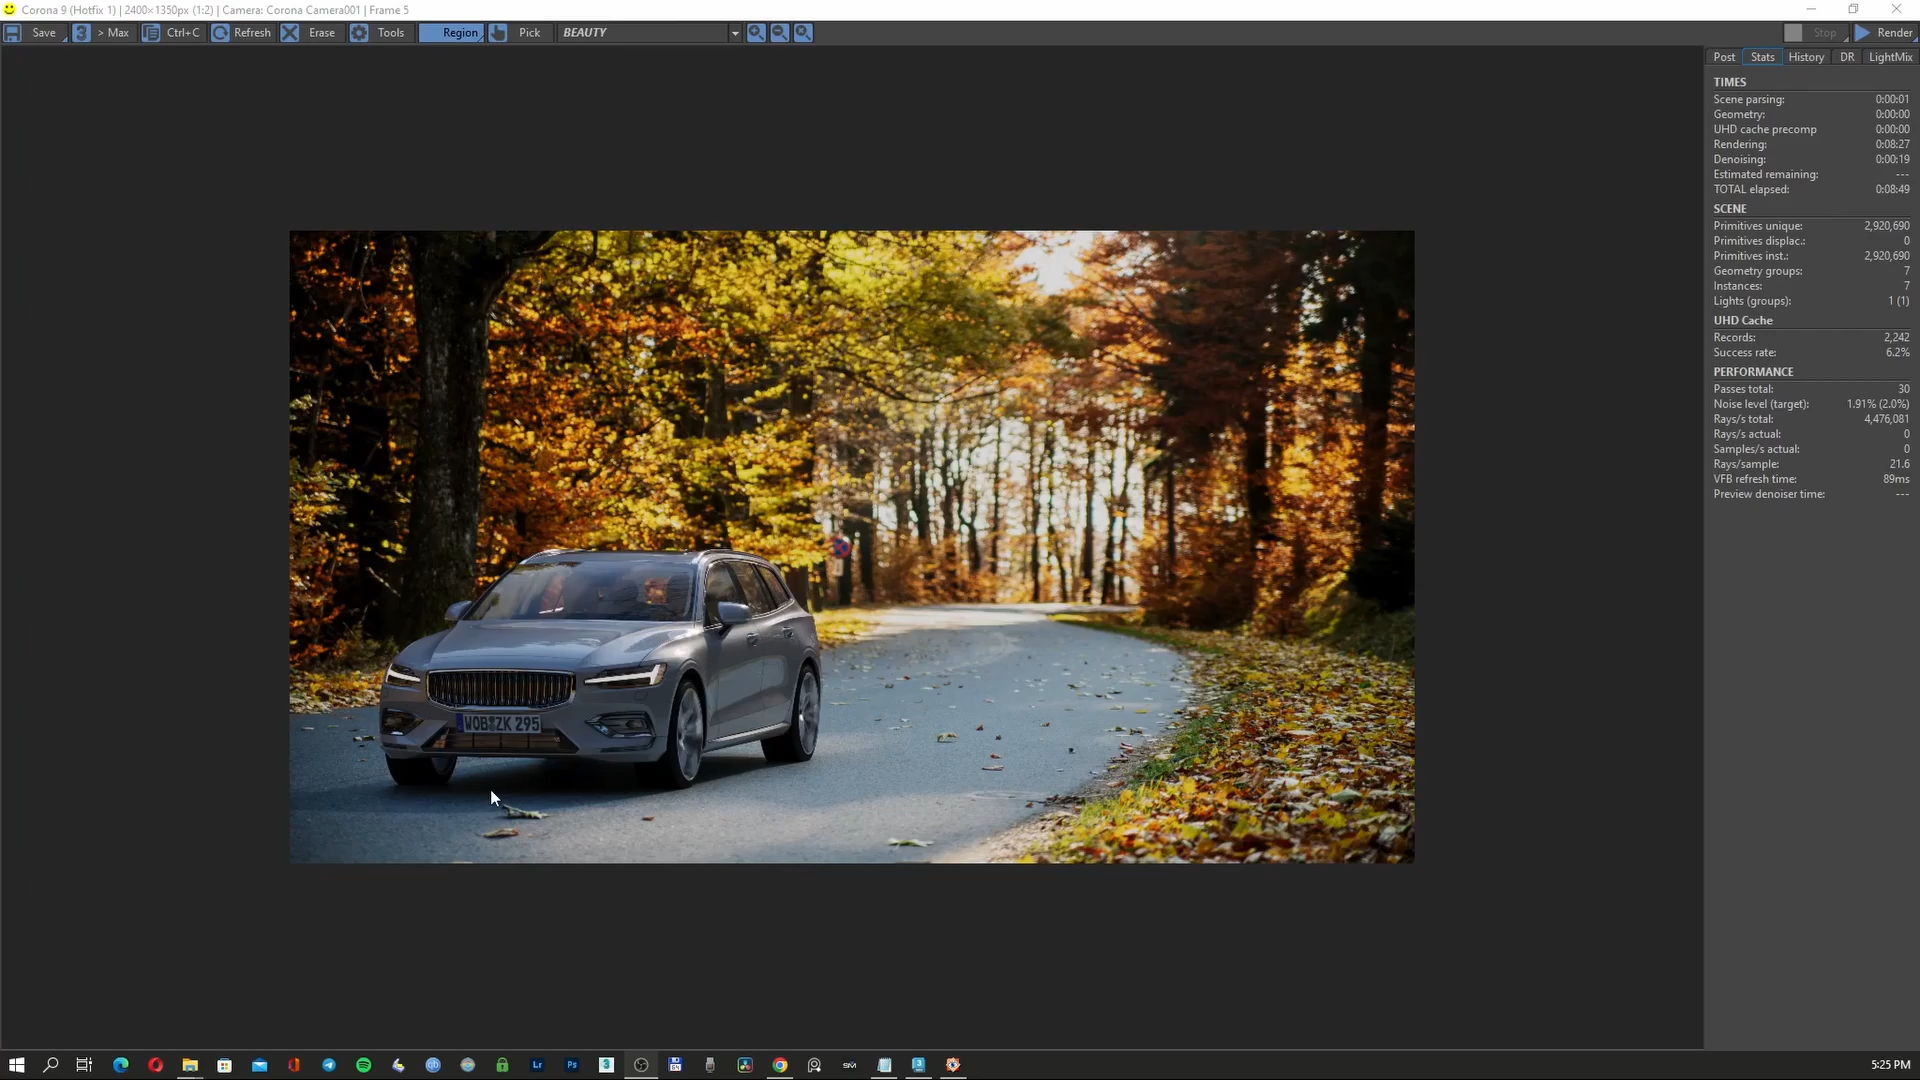 Corona 9 (Hotfix 1) | 2400×1350px (1:2) | Camera: Corona Camera001 | Frame 5
Save 3 > Max Ctrl+C Refresh Erase Tools Region Pick BEAUTY Stop Render
Post Stats History DR LightMix
TIMES
Scene parsing: 0:00:01
Geometry: 0:00:00
UHD cache precomp 0:00:00
Rendering: 0:08:27
Denoising: 0:00:19
Estimated remaining: ---
TOTAL elapsed: 0:08:49
SCENE
Primitives unique: 2,920,690
Primitives displac.: 0
Primitives inst.: 2,920,690
Geometry groups: 7
Instances: 7
Lights (groups): 1 (1)
UHD Cache
Records: 2,242
Success rate: 6.2%
PERFORMANCE
Passes total: 30
Noise level (target): 1.91% (2.0%)
Rays/s total: 4,476,081
Rays/s actual: 0
Samples/s actual: 0
Rays/sample: 21.6
VFB refresh time: 89ms
Preview denoiser time: ---
WOB ZK 295
Lr Ps 3
5:25 PM